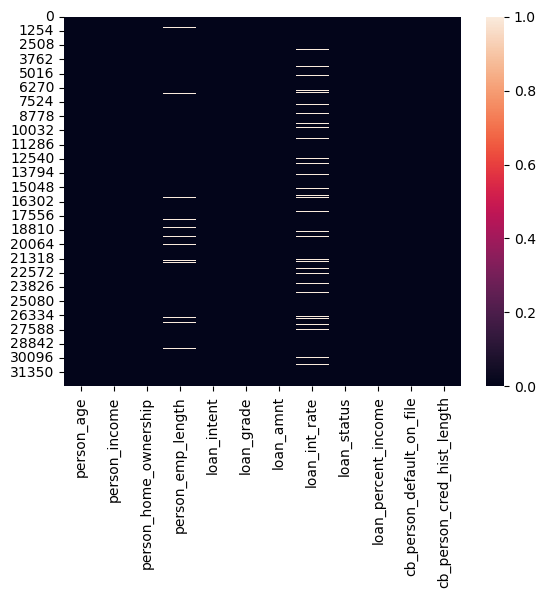 0
1254
2508
3762
5016
6270
7524
8778
10032
11286
12540
13794
15048
16302
17556
18810
20064
21318
22572
23826
25080
26334
27588
28842
30096
31350
person_age
person_income
person_home_ownership
person_emp_length
loan_intent
loan_grade
loan_amnt
loan_int_rate
loan_status
loan_percent_income
cb_person_default_on_file
cb_person_cred_hist_length
1.0
0.8
0.6
0.4
0.2
0.0